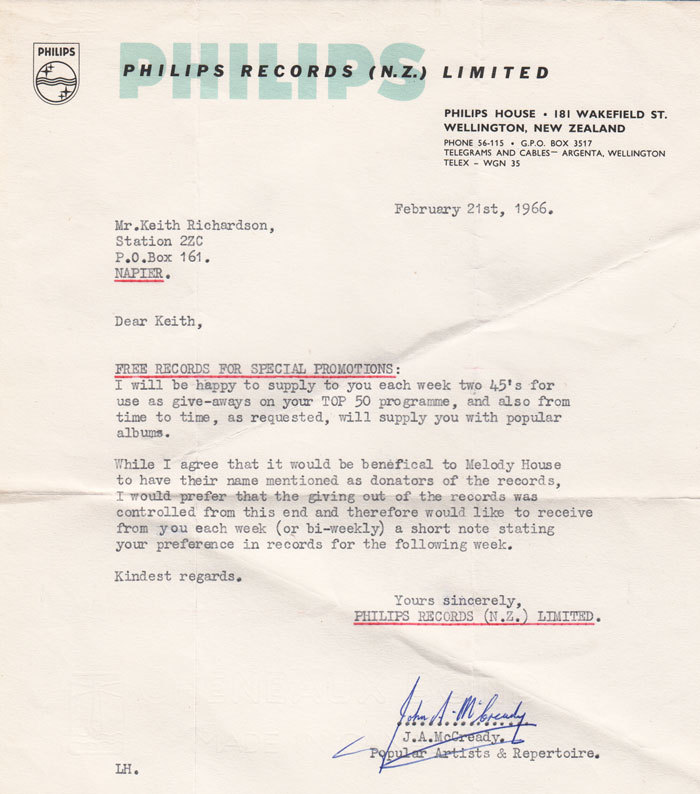 PHILIPS
PHILIPS
PHILIPS RECORDS (N.Z.) LIMITED
PHILIPS HOUSE • 181 WAKEFIELD ST.
WELLINGTON, NEW ZEALAND
PHONE 56-115 • G.P.O. BOX 3517
TELEGRAMS AND CABLES— ARGENTA, WELLINGTON
TELEX – WGN 35
February 21st, 1966.
Mr.Keith Richardson,
Station 2ZC
P.O.Box 161.
NAPIER.
Dear Keith,
FREE RECORDS FOR SPECIAL PROMOTIONS:
I will be happy to supply to you each week two 45's for
use as give-aways on your TOP 50 programme, and also from
time to time, as requested, will supply you with popular
albums.
While I agree that it would be benefical to Melody House
to have their name mentioned as donators of the records,
I would prefer that the giving out of the records was
controlled from this end and therefore would like to receive
from you each week (or bi-weekly) a short note stating
your preference in records for the following week.
Kindest regards.
Yours sincerely,
PHILIPS RECORDS (N.Z.) LIMITED.
John A. McCready
J.A.McCready.
Popular Artists & Repertoire.
LH.